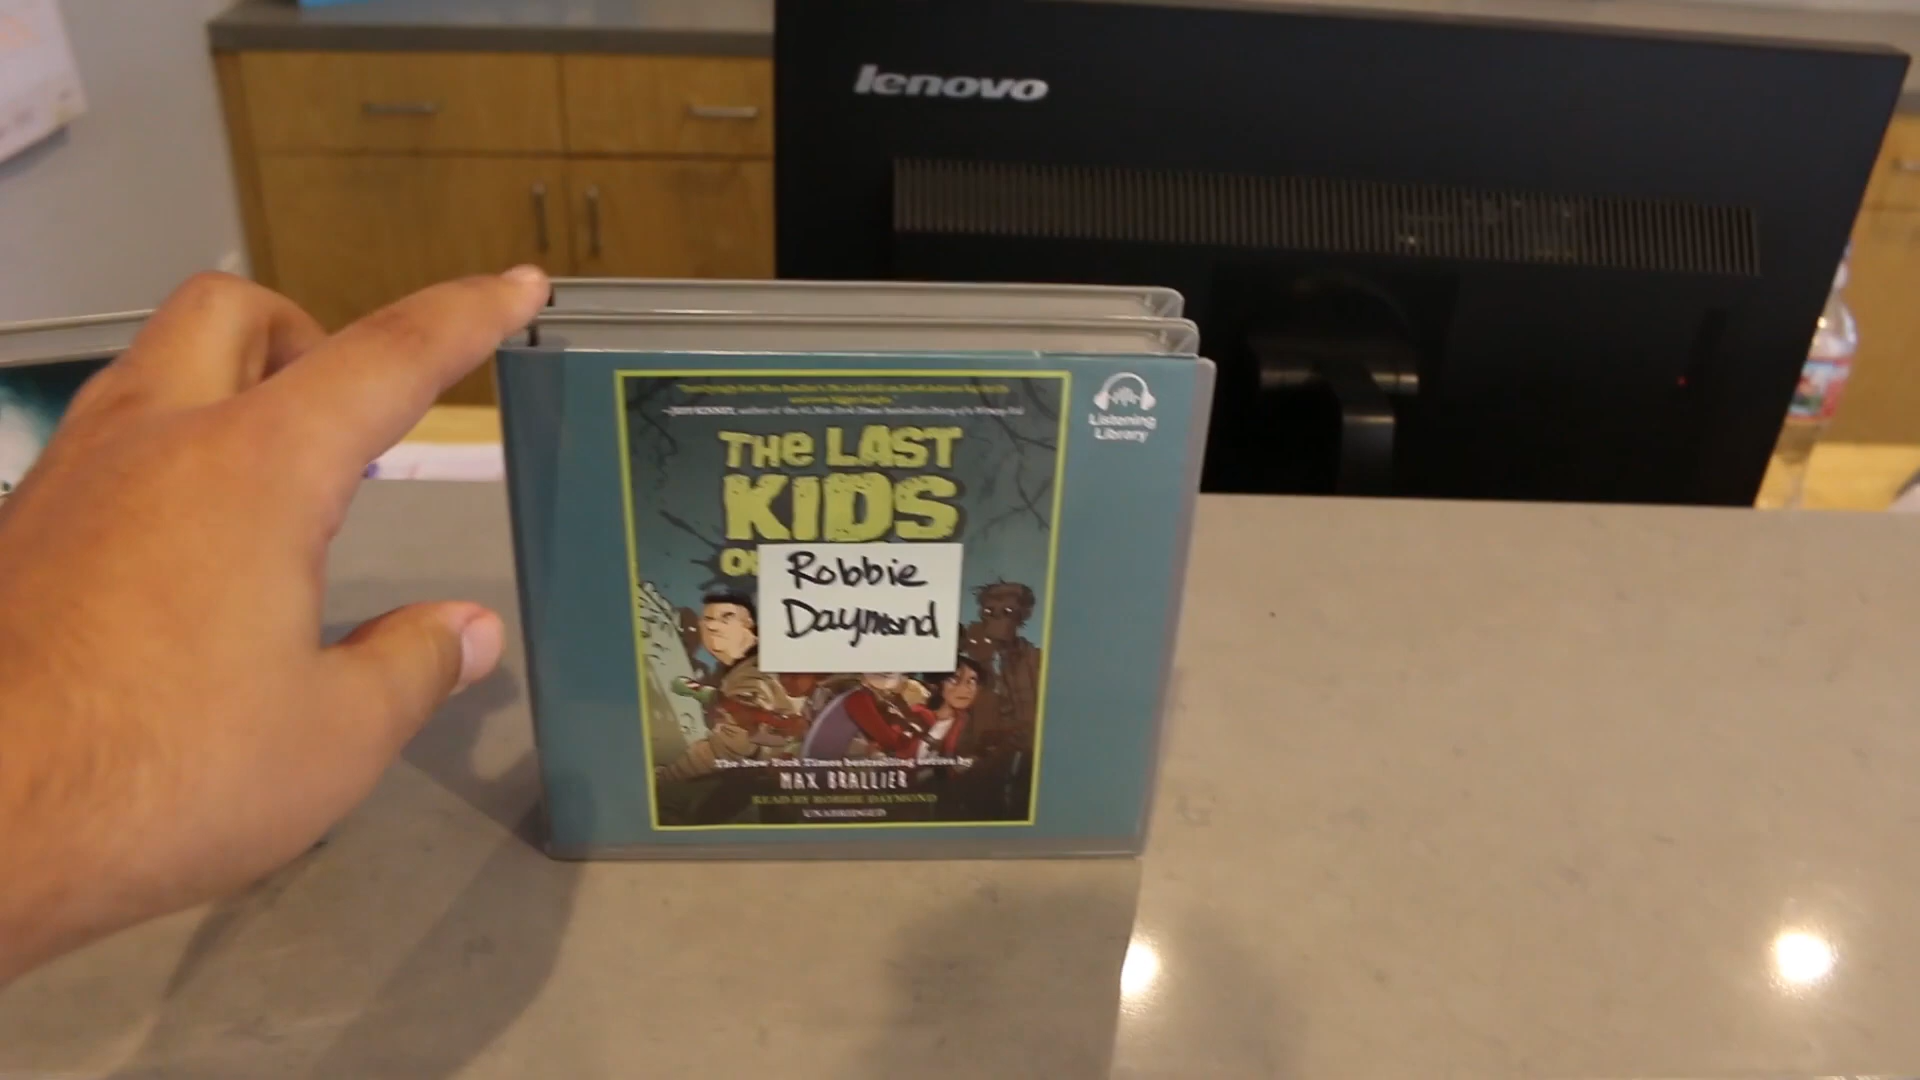 lenovo
Listening
Library
THE LAST
KIDS
Robbie
Daymond
The New York Times bestselling series by
MAX BRALLIER
READ BY ROBBIE DAYMOND
UNABRIDGED